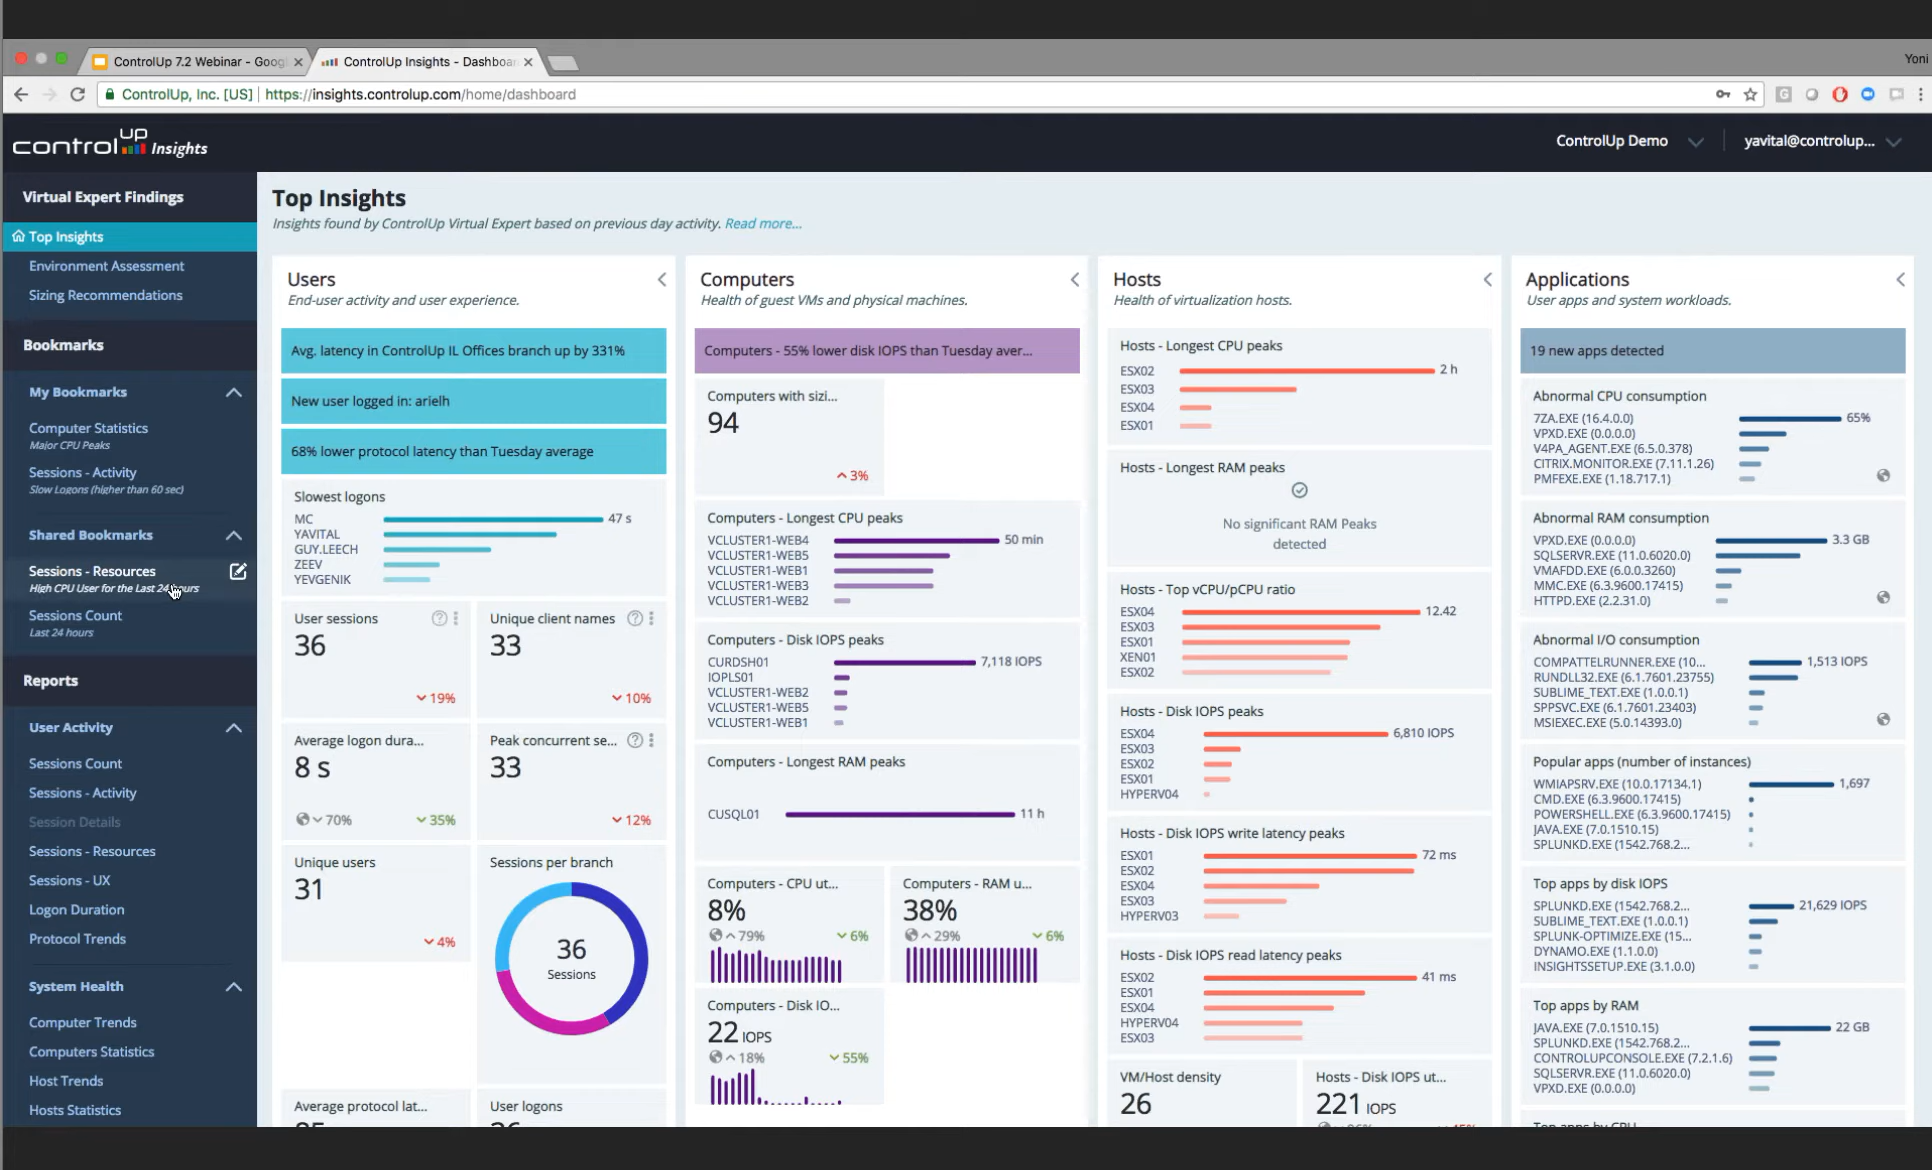 ControlUp 7.2 Webinar - Goog
ControlUp Insights - Dashboar
Yoni
ControlUp, Inc. [US]
https://insights.controlup.com/home/dashboard
controlUP Insights
ControlUp Demo
yavital@controlup...
Virtual Expert Findings
Top Insights
Environment Assessment
Sizing Recommendations
Bookmarks
My Bookmarks
Computer Statistics
Major CPU Peaks
Sessions - Activity
Slow Logons (higher than 60 sec)
Shared Bookmarks
Sessions - Resources
High CPU User for the Last 24 hours
Sessions Count
Last 24 hours
Reports
User Activity
Sessions Count
Sessions - Activity
Session Details
Sessions - Resources
Sessions - UX
Logon Duration
Protocol Trends
System Health
Computer Trends
Computers Statistics
Host Trends
Hosts Statistics
Top Insights
Insights found by ControlUp Virtual Expert based on previous day activity. Read more...
Users
End-user activity and user experience.
Avg. latency in ControlUp IL Offices branch up by 331%
New user logged in: arielh
68% lower protocol latency than Tuesday average
Slowest logons
MC 47 s
YAVITAL
GUY.LEECH
ZEEV
YEVGENIK
User sessions
36
19%
Unique client names
33
10%
Average logon dura...
8 s
70% 35%
Peak concurrent se...
33
12%
Unique users
31
4%
Sessions per branch
36
Sessions
Average protocol lat...
User logons
Computers
Health of guest VMs and physical machines.
Computers - 55% lower disk IOPS than Tuesday aver...
Computers with sizi...
94
3%
Computers - Longest CPU peaks
VCLUSTER1-WEB4 50 min
VCLUSTER1-WEB5
VCLUSTER1-WEB1
VCLUSTER1-WEB3
VCLUSTER1-WEB2
Computers - Disk IOPS peaks
CURDSH01 7,118 IOPS
IOPLS01
VCLUSTER1-WEB2
VCLUSTER1-WEB5
VCLUSTER1-WEB1
Computers - Longest RAM peaks
CUSQL01 11 h
Computers - CPU ut...
8%
79% 6%
Computers - RAM u...
38%
29% 6%
Computers - Disk IO...
22 IOPS
18% 55%
Hosts
Health of virtualization hosts.
Hosts - Longest CPU peaks
ESX02 2 h
ESX03
ESX04
ESX01
Hosts - Longest RAM peaks
No significant RAM Peaks
detected
Hosts - Top vCPU/pCPU ratio
ESX04 12.42
ESX03
ESX01
XEN01
ESX02
Hosts - Disk IOPS peaks
ESX04 6,810 IOPS
ESX03
ESX02
ESX01
HYPERV04
Hosts - Disk IOPS write latency peaks
ESX01 72 ms
ESX02
ESX04
ESX03
HYPERV03
Hosts - Disk IOPS read latency peaks
ESX02 41 ms
ESX01
ESX04
HYPERV04
ESX03
VM/Host density
26
Hosts - Disk IOPS ut...
221 IOPS
Applications
User apps and system workloads.
19 new apps detected
Abnormal CPU consumption
7ZA.EXE (16.4.0.0) 65%
VPXD.EXE (0.0.0.0)
V4PA_AGENT.EXE (6.5.0.378)
CITRIX.MONITOR.EXE (7.11.1.26)
PMFEXE.EXE (1.18.717.1)
Abnormal RAM consumption
VPXD.EXE (0.0.0.0) 3.3 GB
SQLSERVR.EXE (11.0.6020.0)
VMAFDD.EXE (6.0.0.3260)
MMC.EXE (6.3.9600.17415)
HTTPD.EXE (2.2.31.0)
Abnormal I/O consumption
COMPATTELRUNNER.EXE (10... 1,513 IOPS
RUNDLL32.EXE (6.1.7601.23755)
SUBLIME_TEXT.EXE (1.0.0.1)
SPPSVC.EXE (6.1.7601.23403)
MSIEXEC.EXE (5.0.14393.0)
Popular apps (number of instances)
WMIAPSRV.EXE (10.0.17134.1) 1,697
CMD.EXE (6.3.9600.17415)
POWERSHELL.EXE (6.3.9600.17415)
JAVA.EXE (7.0.1510.15)
SPLUNKD.EXE (1542.768.2...
Top apps by disk IOPS
SPLUNKD.EXE (1542.768.2... 21,629 IOPS
SUBLIME_TEXT.EXE (1.0.0.1)
SPLUNK-OPTIMIZE.EXE (15...
DYNAMO.EXE (1.1.0.0)
INSIGHTSSETUP.EXE (3.1.0.0)
Top apps by RAM
JAVA.EXE (7.0.1510.15) 22 GB
SPLUNKD.EXE (1542.768.2...
CONTROLUPCONSOLE.EXE (7.2.1.6)
SQLSERVR.EXE (11.0.6020.0)
VPXD.EXE (0.0.0.0)
Top apps by CPU